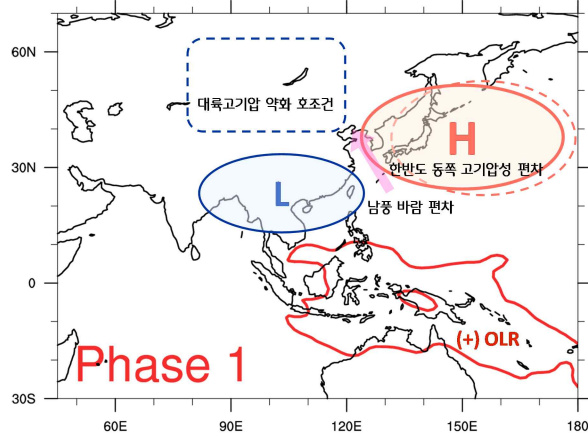 60N
30N
0
30S
60E
90E
120E
150E
180
대륙고기압 약화 호조건
H
한반도 동쪽 고기압성 편차
L
남풍 바람 편차
(+) OLR
Phase 1